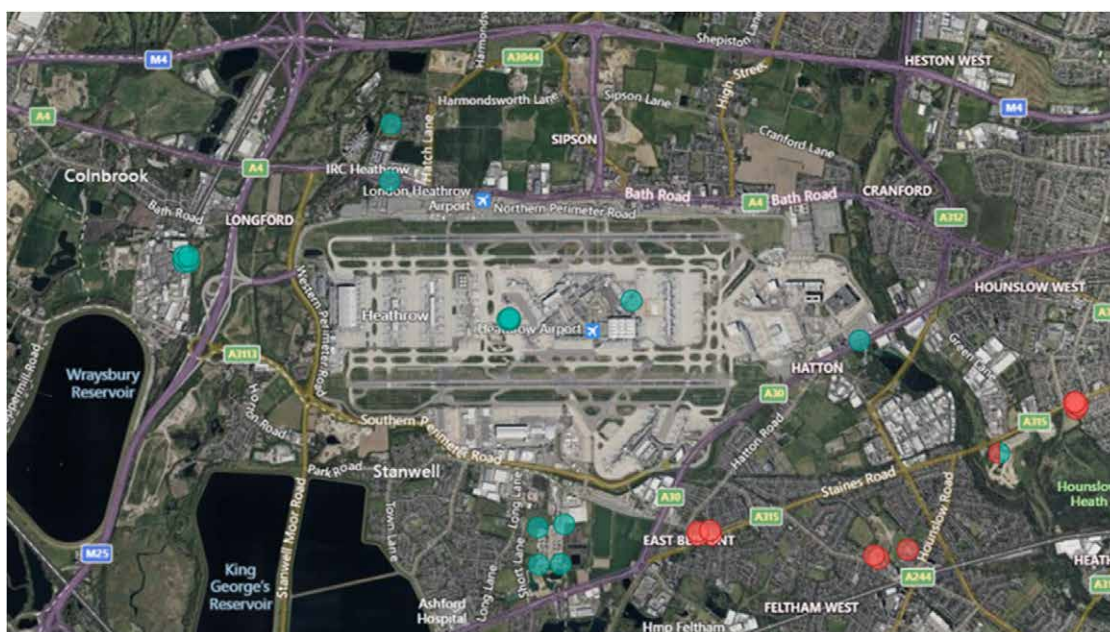 M4
A3044
Harmondsworth Lane
Sipson Lane
High Street
Shepiston Lane
HESTON WEST
M4
A4
Colnbrook
Bath Road
A4
LONGFORD
IRC Heathrow
Hatch Lane
SIPSON
Cranford Lane
London Heathrow
Airport
Northern Perimeter Road
Bath Road
A4
Bath Road
CRANFORD
A312
Western Perimeter Road
Heathrow
Heathrow Airport
HOUNSLOW WEST
HATTON
Green Lane
Wraysbury
Reservoir
A3113
Horton Road
Southern Perimeter Road
A30
Hatton Road
A315
Park Road
Stanwell
Staines Road
Hounslow
Heath
M25
King
George's
Reservoir
Stanwell Moor Road
Town Lane
Long Lane
Short Lane
Long Lane
A30
A315
Hounslow Road
A244
FELTHAM WEST
Ashford
Hospital
Hmp Feltham